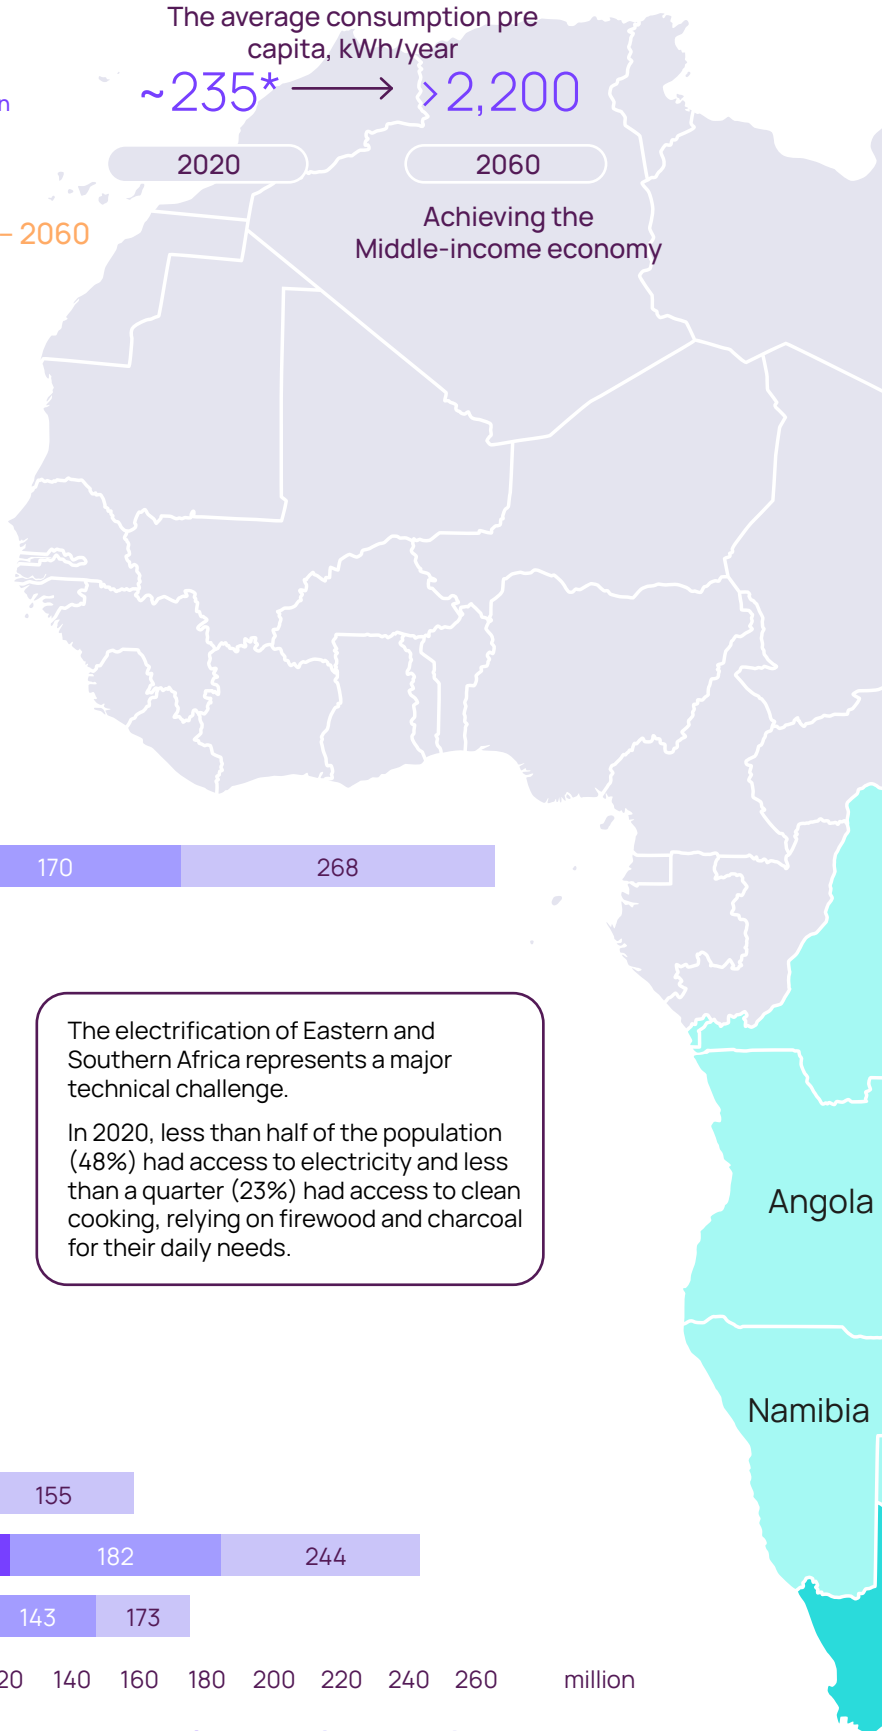 The average consumption pre
capita, kWh/year
~235* → >2,200
n
2020
2060
Achieving the
Middle-income economy
– 2060
170
268
The electrification of Eastern and
Southern Africa represents a major
technical challenge.
In 2020, less than half of the population
(48%) had access to electricity and less
than a quarter (23%) had access to clean
cooking, relying on firewood and charcoal
for their daily needs.
Angola
Namibia
155
182
244
143
173
20 140 160 180 200 220 240 260 million